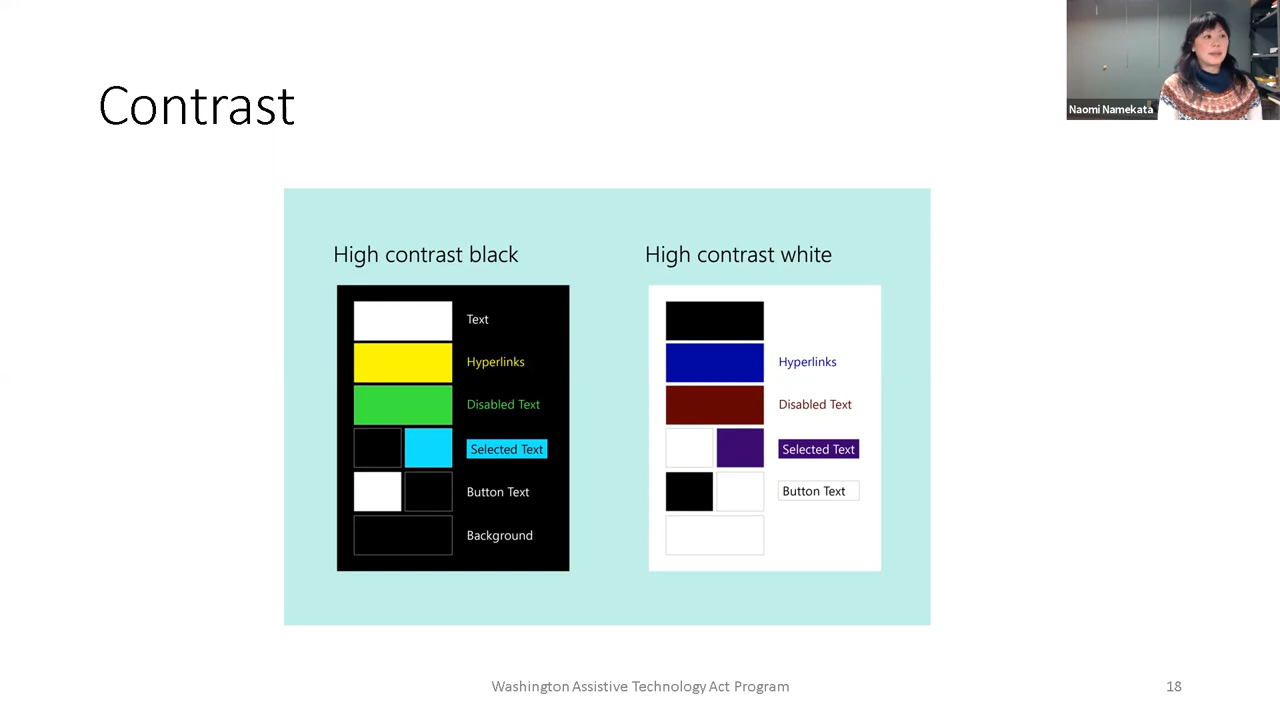 Naomi Namekata
Contrast
High contrast black
Text
Hyperlinks
Disabled Text
Selected Text
Button Text
Background
High contrast white
Hyperlinks
Disabled Text
Selected Text
Button Text
Washington Assistive Technology Act Program
18